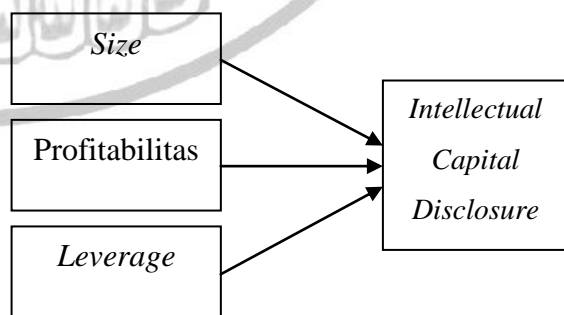 Size
Profitabilitas
Leverage
Intellectual
Capital
Disclosure